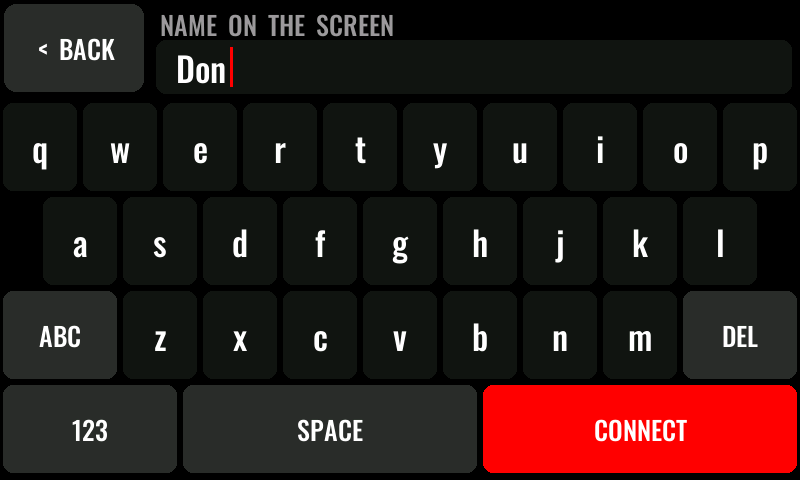 < BACK
NAME ON THE SCREEN
Don
q w e r t y u i o p
a s d f g h j k l
ABC z x c v b n m DEL
123 SPACE CONNECT